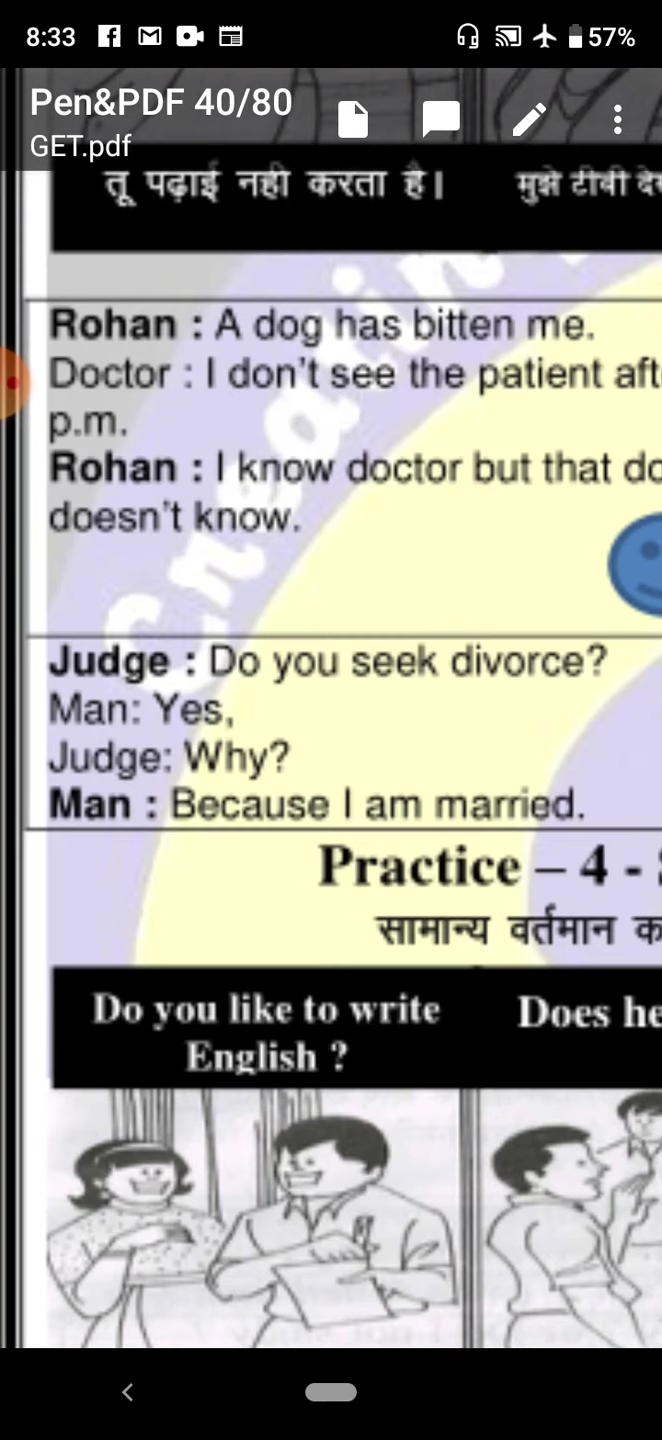 8:33
57%
Pen&PDF 40/80
GET.pdf
तू पढ़ाई नही करता है। मुझे टीवी
Rohan : A dog has bitten me.
Doctor : I don't see the patient
p.m.
Rohan : I know doctor but that
doesn't know.
Judge : Do you seek divorce?
Man: Yes,
Judge: Why?
Man : Because I am married.
Practice – 4 -
सामान्य वर्तमान
Do you like to write Does he
English ?